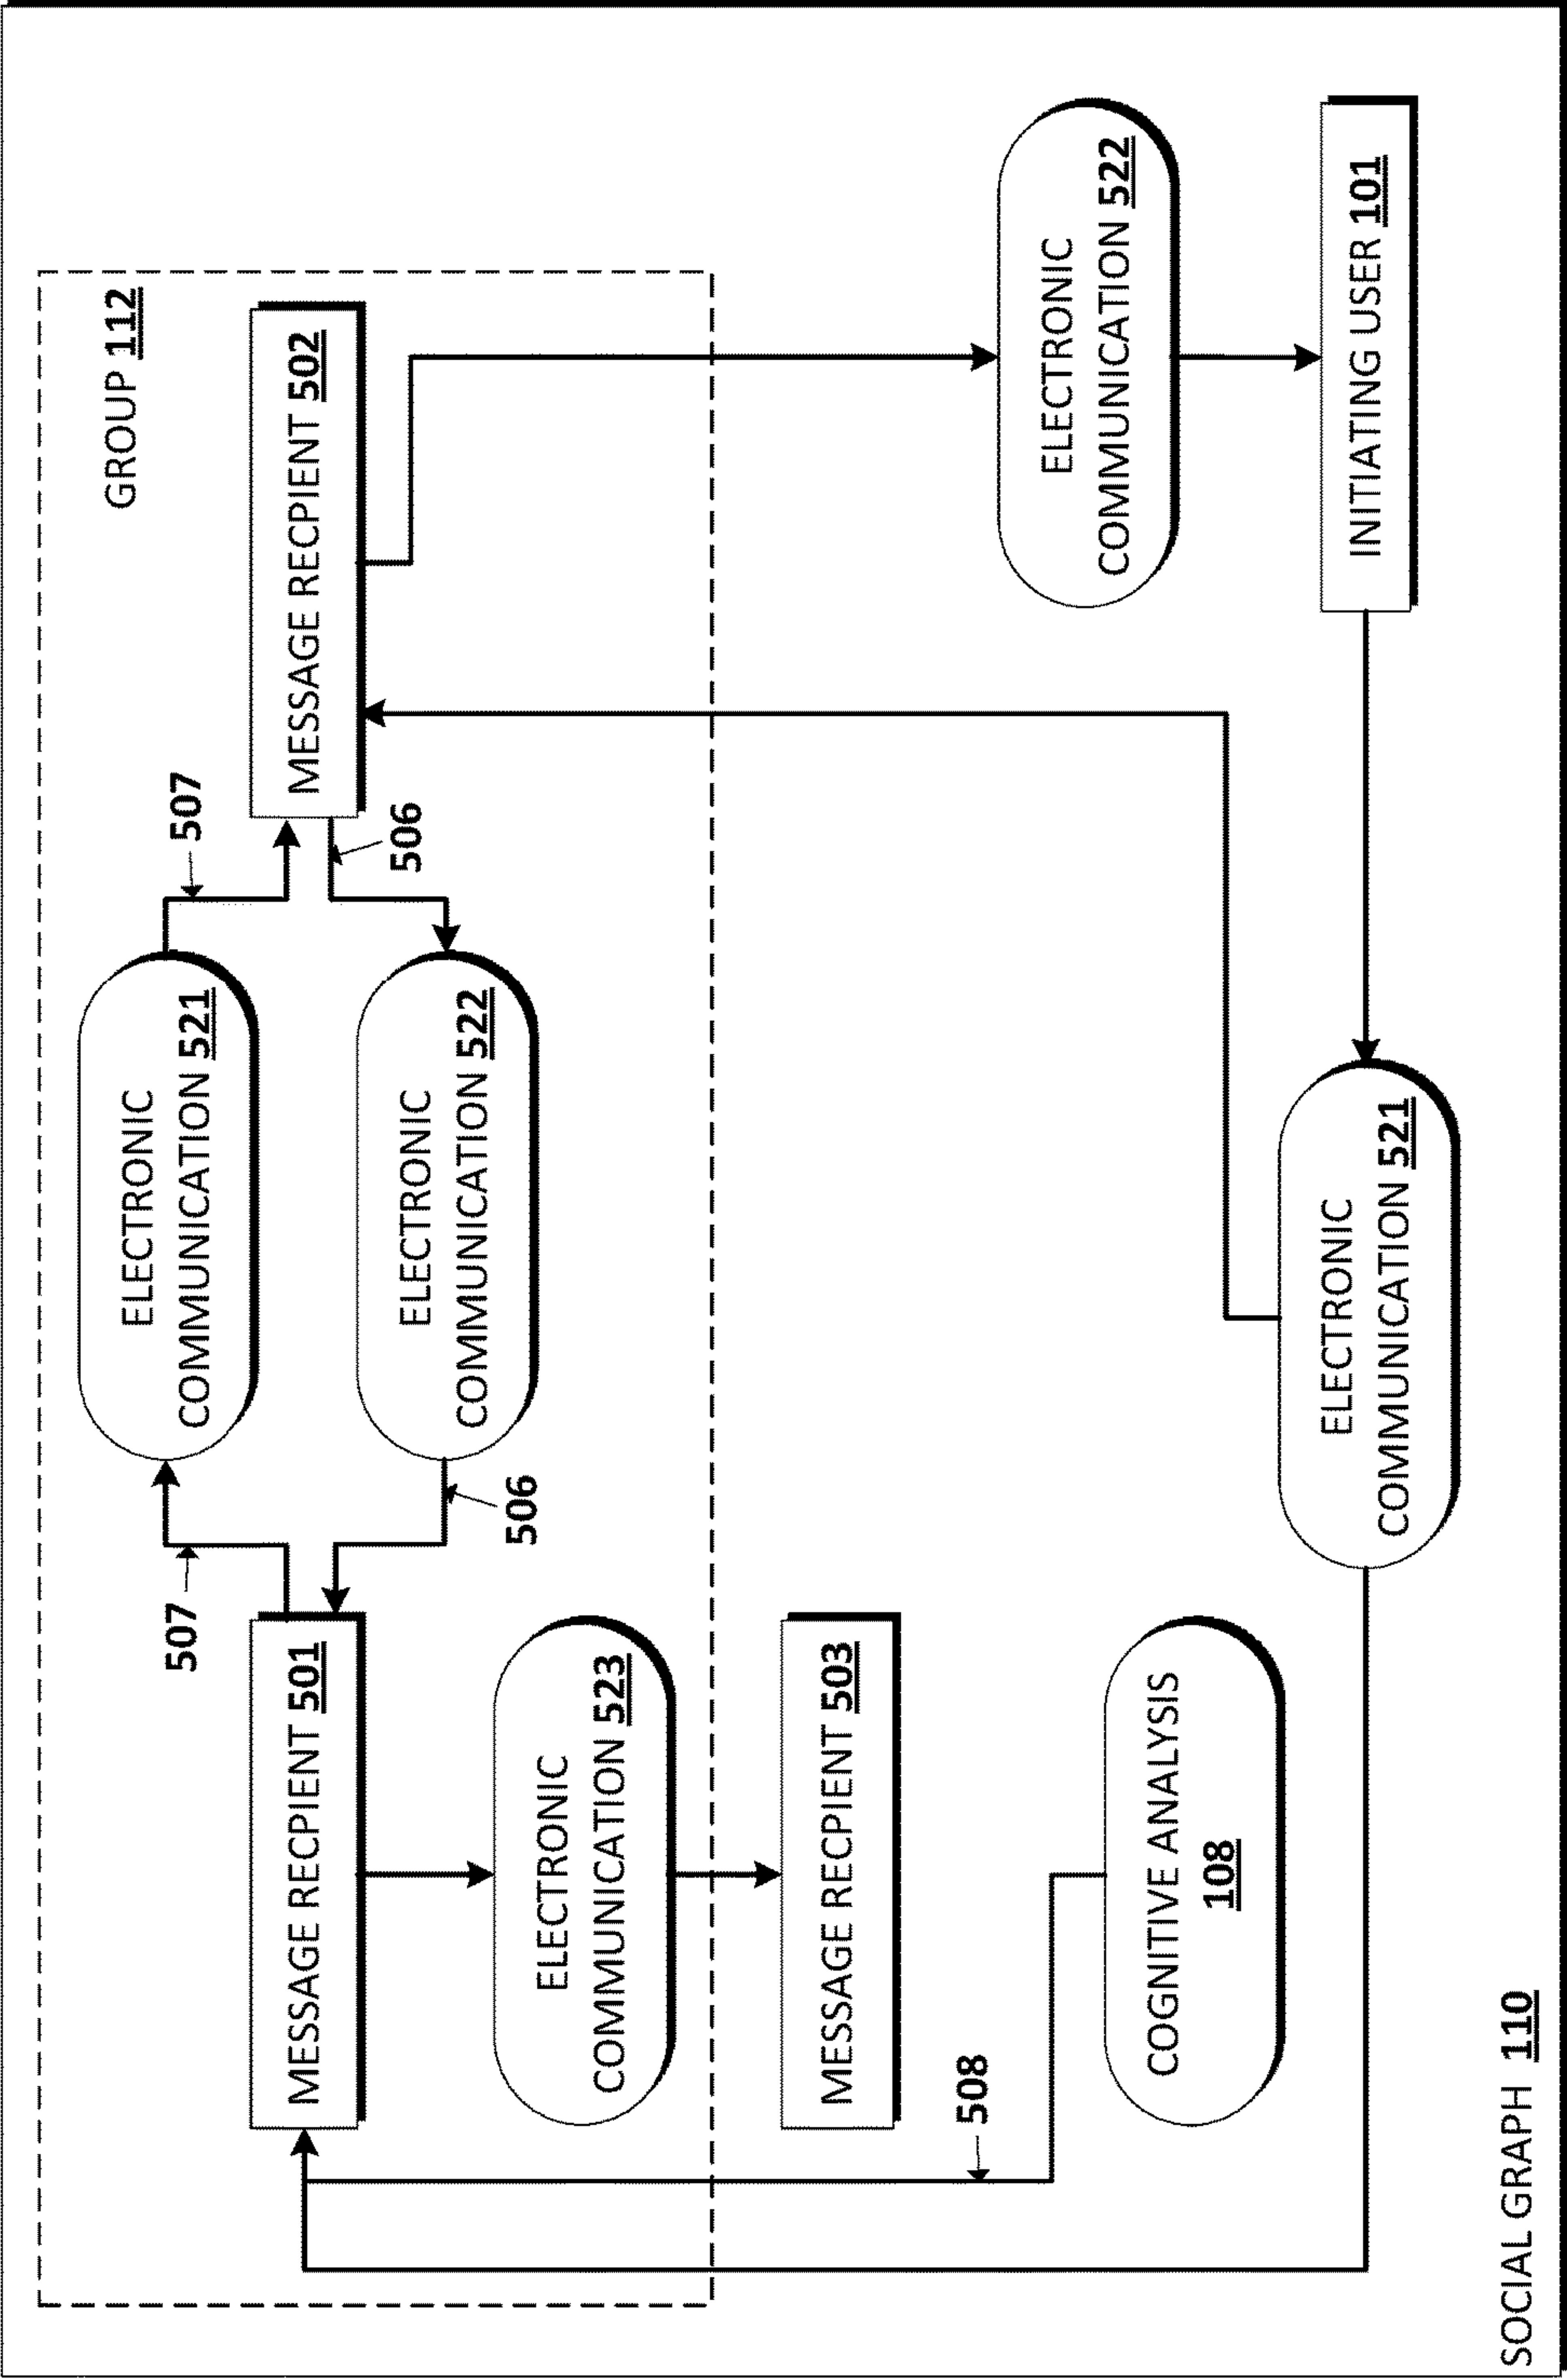 GROUP 112
507
507
ELECTRONIC
COMMUNICATION 521
MESSAGE RECPIENT 501
MESSAGE RECPIENT 502
506
506
ELECTRONIC
COMMUNICATION 522
ELECTRONIC
COMMUNICATION 523
MESSAGE RECPIENT 503
508
ELECTRONIC
COMMUNICATION 522
COGNITIVE ANALYSIS
108
ELECTRONIC
COMMUNICATION 521
INITIATING USER 101
SOCIAL GRAPH 110